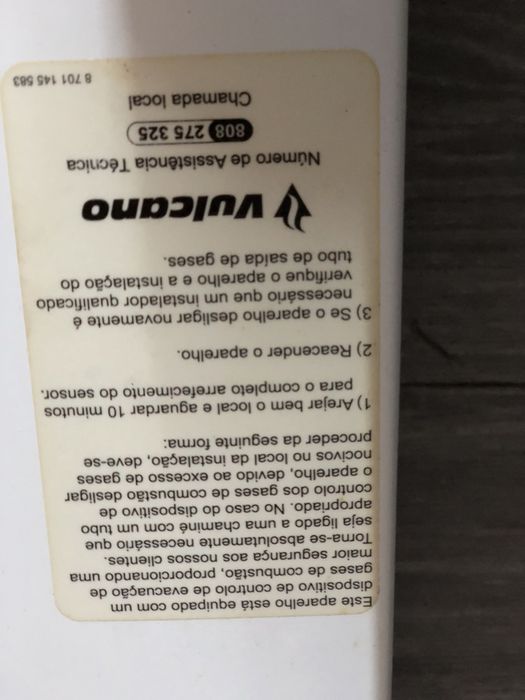 Este aparelho está equipado com um
dispositivo de controlo de evacuação de
gases de combustão, proporcionando uma
maior segurança aos nossos clientes.
Torna-se absolutamente necessário que
seja ligado a uma chaminé com um tubo
apropriado. No caso do dispositivo de
controlo dos gases de combustão desligar
o aparelho, devido ao excesso de gases
nocivos no local da instalação, deve-se
proceder da seguinte forma:
1) Arejar bem o local e aguardar 10 minutos
para o completo arrefecimento do sensor.
2) Reacender o aparelho.
3) Se o aparelho desligar novamente é
necessário que um instalador qualificado
verifique o aparelho e a instalação do
tubo de saída de gases.
Vulcano
Número de Assistência Técnica
808 275 325
Chamada local
8 701 145 583